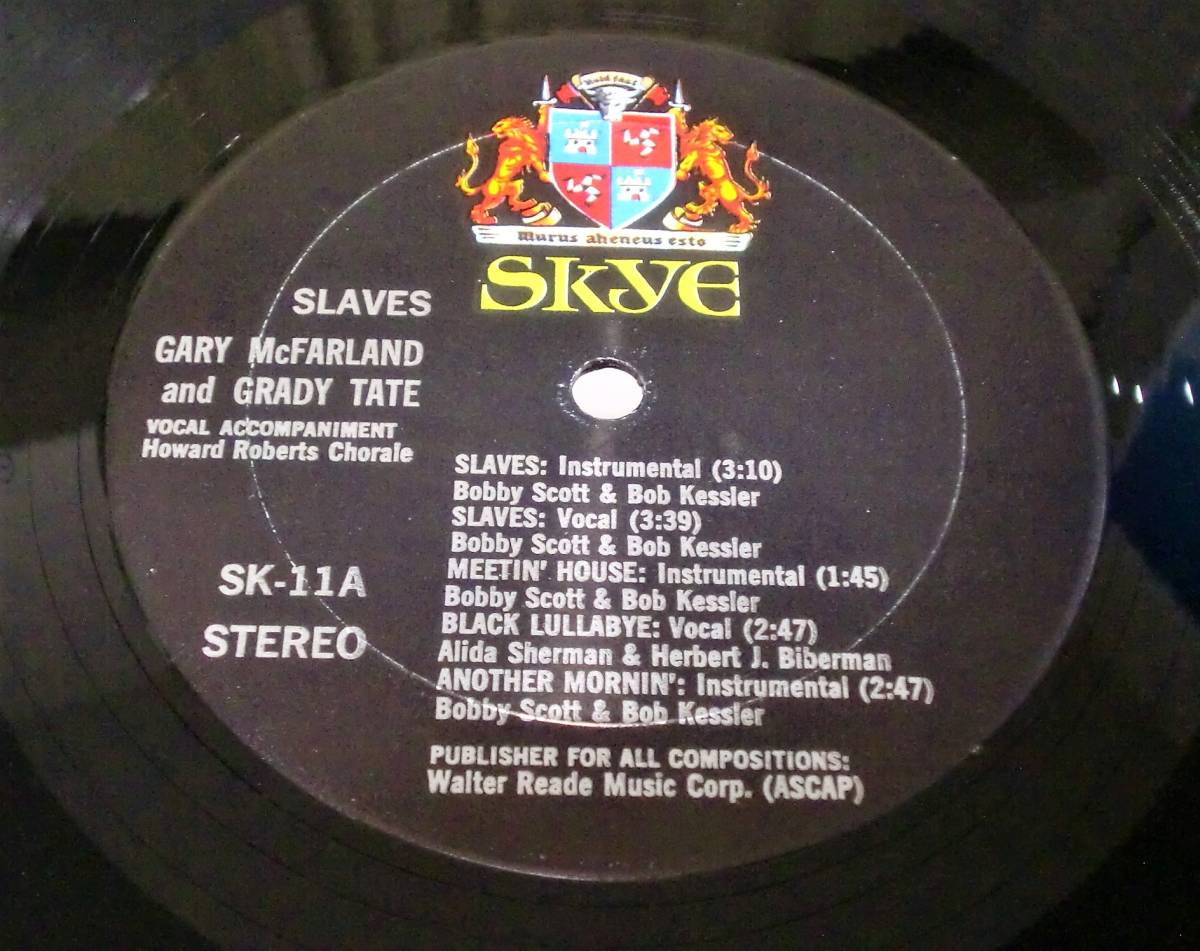 Hold Fast
Murus aheneus esto
SKYE
SLAVES
GARY McFARLAND
and GRADY TATE
VOCAL ACCOMPANIMENT
Howard Roberts Chorale
SK-11A
STEREO
SLAVES: Instrumental (3:10)
Bobby Scott & Bob Kessler
SLAVES: Vocal (3:39)
Bobby Scott & Bob Kessler
MEETIN' HOUSE: Instrumental (1:45)
Bobby Scott & Bob Kessler
BLACK LULLABYE: Vocal (2:47)
Alida Sherman & Herbert J. Biberman
ANOTHER MORNIN': Instrumental (2:47)
Bobby Scott & Bob Kessler
PUBLISHER FOR ALL COMPOSITIONS:
Walter Reade Music Corp. (ASCAP)